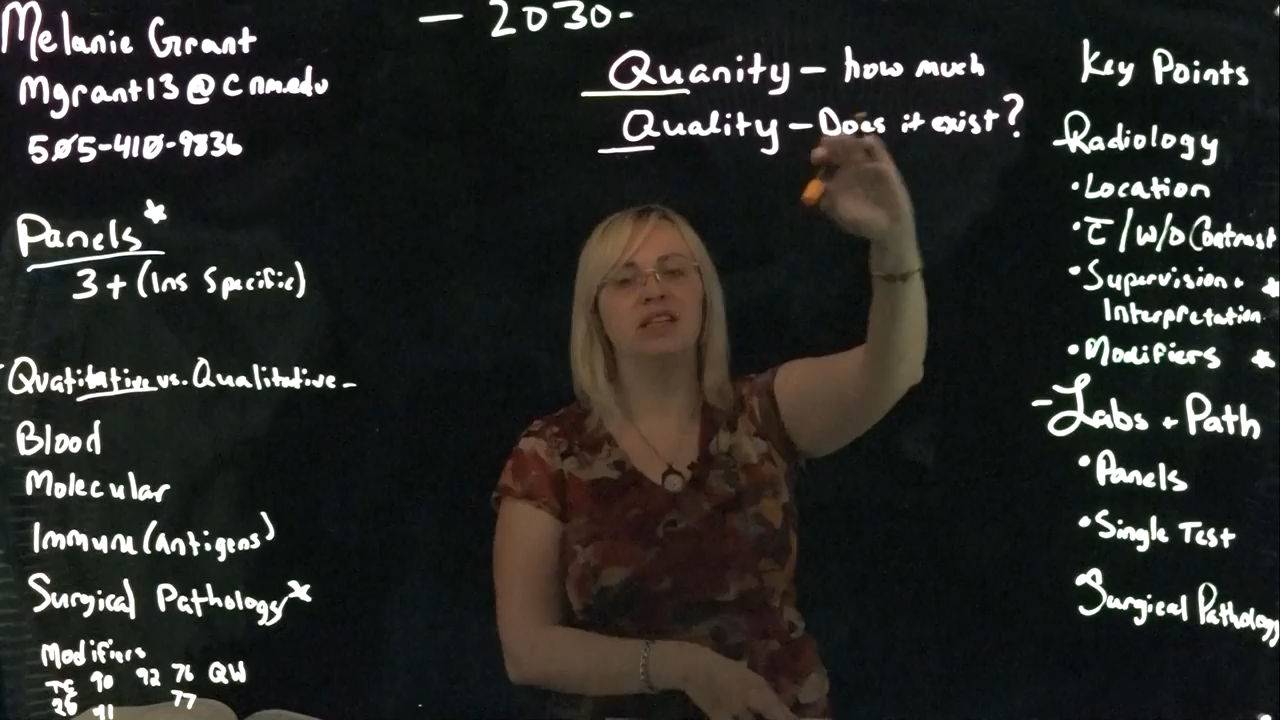 Melanie Grant
Mgrant13@cnm.edu
505-410-9836
Panels*
3+ (Ins Specific)
Quatitative vs. Qualitative -
Blood
Molecular
Immune (antigens)
Surgical Pathology*
Modifiers
TC 90 92 76 QW
26 91 77
- 2030-
Quanity - how much
Quality - Does it exist?
Key Points
Radiology
• Location
• c̄ / w/o Contrast
• Supervision + *
Interpretation
• Modifiers *
- Labs + Path
• Panels
• Single Test
• Surgical Pathology